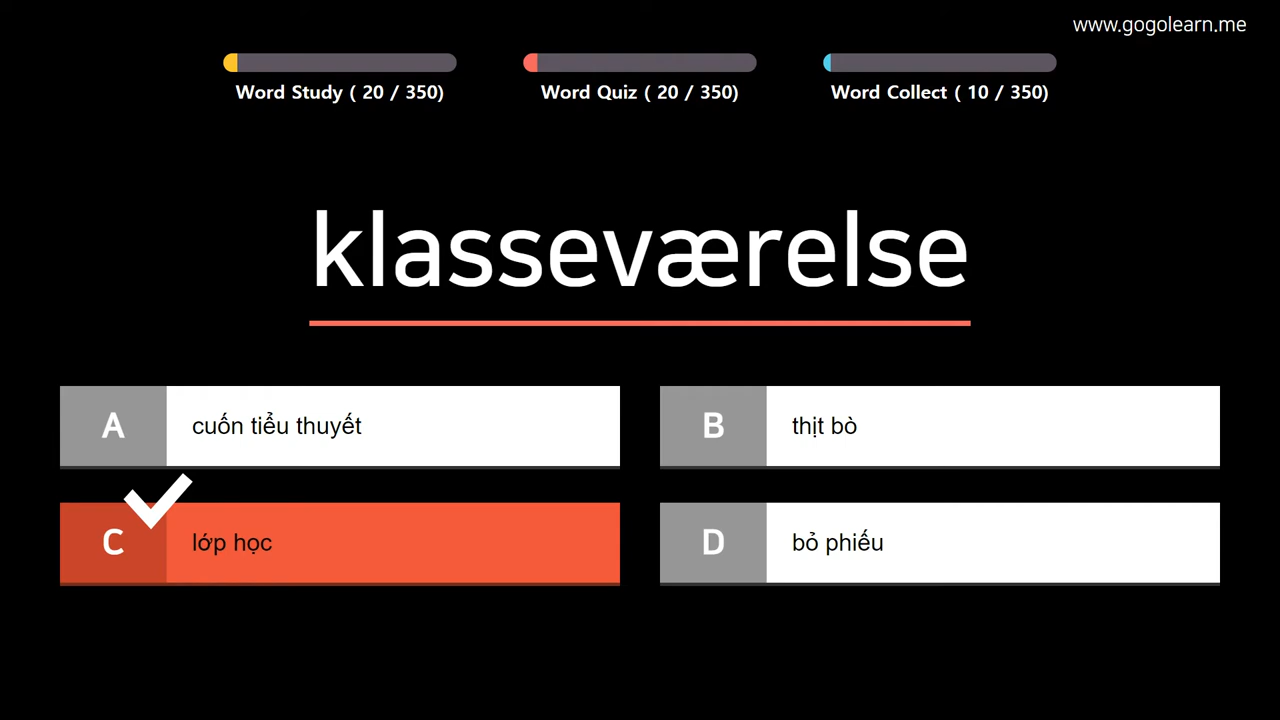 www.gogolearn.me
Word Study ( 20 / 350)
Word Quiz ( 20 / 350)
Word Collect ( 10 / 350)
klasseværelse
A cuốn tiểu thuyết
B thịt bò
C lớp học
D bỏ phiếu